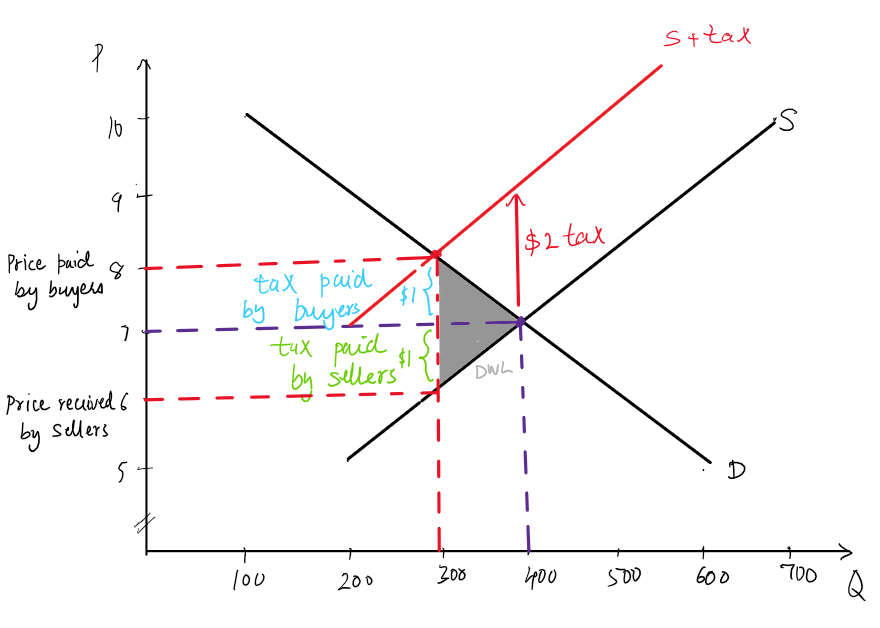 S + tax
P
10
S
9
$2 tax
Price paid
by buyers
8
tax paid
by buyers
$1
7
tax paid
by sellers
$1
DWL
Price received
by sellers
6
5
D
100
200
300
400
500
600
700
Q